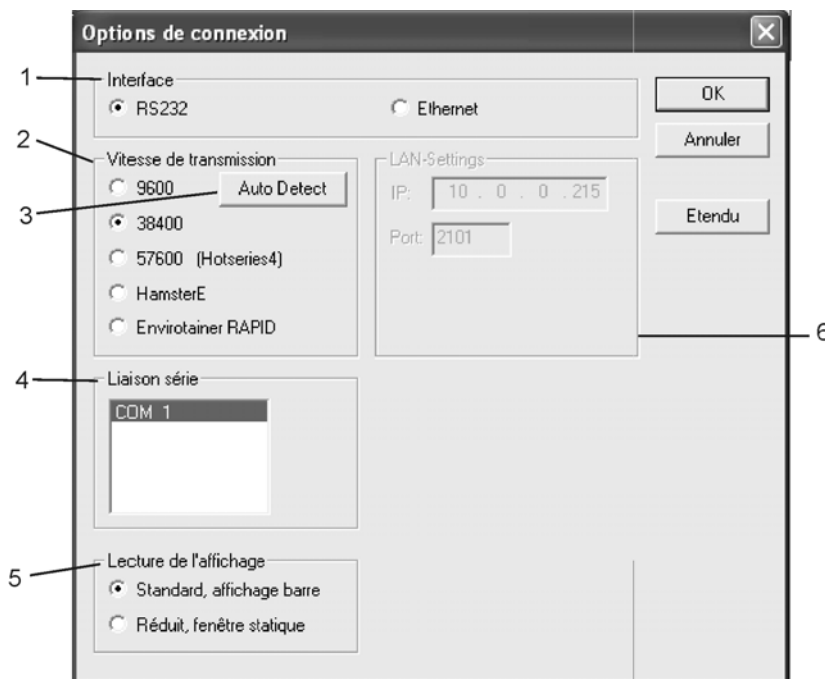 Options de connexion
1
Interface
RS232
Ethernet
OK
Annuler
Etendu
2
Vitesse de transmission
9600
Auto Detect
3
38400
57600 (Hotseries4)
HamsterE
Envirotainer RAPID
LAN-Settings
IP: 10 . 0 . 0 . 215
Port: 2101
6
4
Liaison série
COM 1
5
Lecture de l'affichage
Standard, affichage barre
Réduit, fenêtre statique